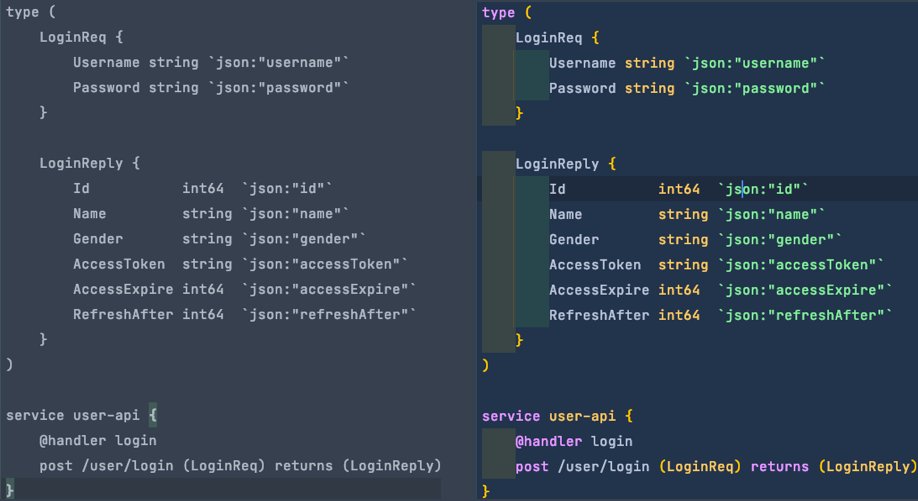 type (
    LoginReq {
        Username string `json:"username"`
        Password string `json:"password"`
    }
    LoginReply {
        Id           int64  `json:"id"`
        Name         string `json:"name"`
        Gender       string `json:"gender"`
        AccessToken  string `json:"accessToken"`
        AccessExpire int64  `json:"accessExpire"`
        RefreshAfter int64  `json:"refreshAfter"`
    }
)
service user-api {
    @handler login
    post /user/login (LoginReq) returns (LoginReply)
}
type (
    LoginReq {
        Username string `json:"username"`
        Password string `json:"password"`
    }
    LoginReply {
        Id           int64  `json:"id"`
        Name         string `json:"name"`
        Gender       string `json:"gender"`
        AccessToken  string `json:"accessToken"`
        AccessExpire int64  `json:"accessExpire"`
        RefreshAfter int64  `json:"refreshAfter"`
    }
)
service user-api {
    @handler login
    post /user/login (LoginReq) returns (LoginReply)
}